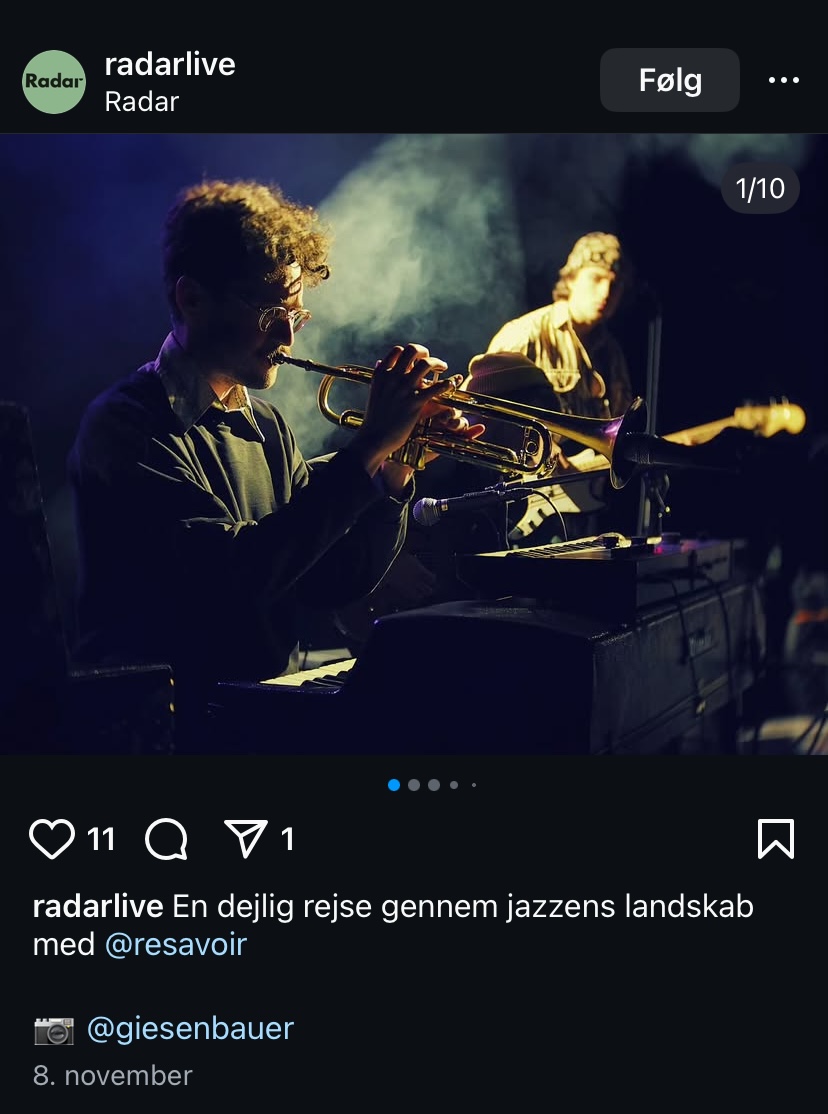 Radar
radarlive
Radar
Følg
1/10
11
1
radarlive En dejlig rejse gennem jazzens landskab
med @resavoir
@giesenbauer
8. november